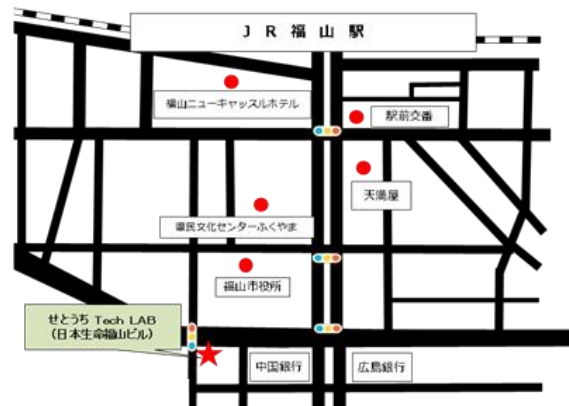 JR福山駅
福山ニューキャッスルホテル
駅前交番
天満屋
県民文化センターふくやま
福山市役所
せとうち Tech LAB
(日本生命福山ビル)
中国銀行
広島銀行